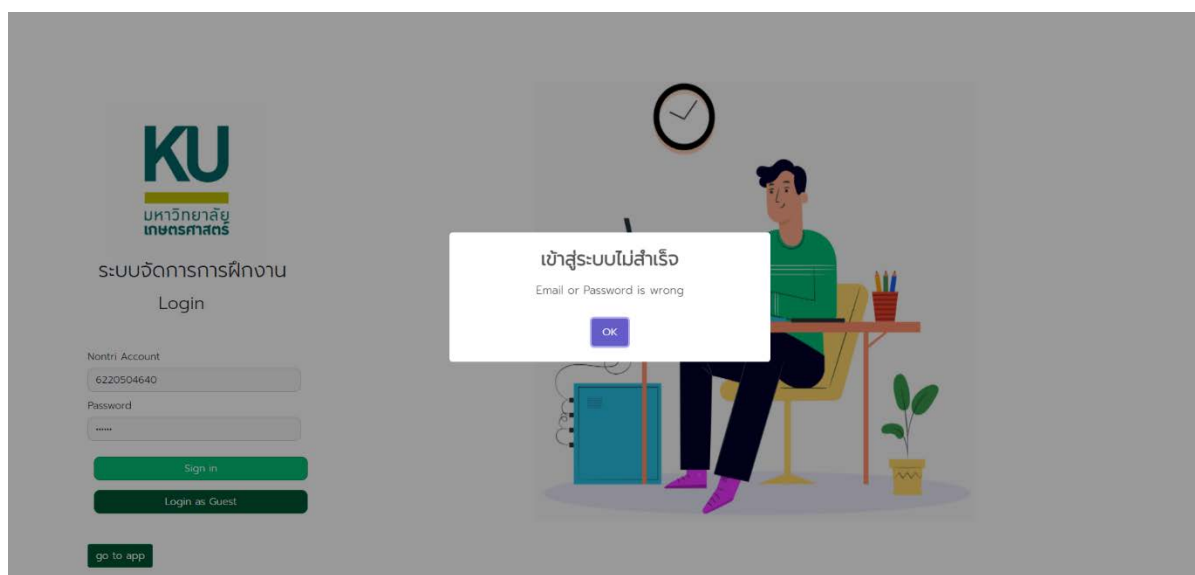 KU
มหาวิทยาลัย
เกษตรศาสตร์
ระบบจัดการการฝึกงาน
Login
Nontri Account
6220504640
Password
••••••
Sign in
Login as Guest
go to app
เข้าสู่ระบบไม่สำเร็จ
Email or Password is wrong
OK